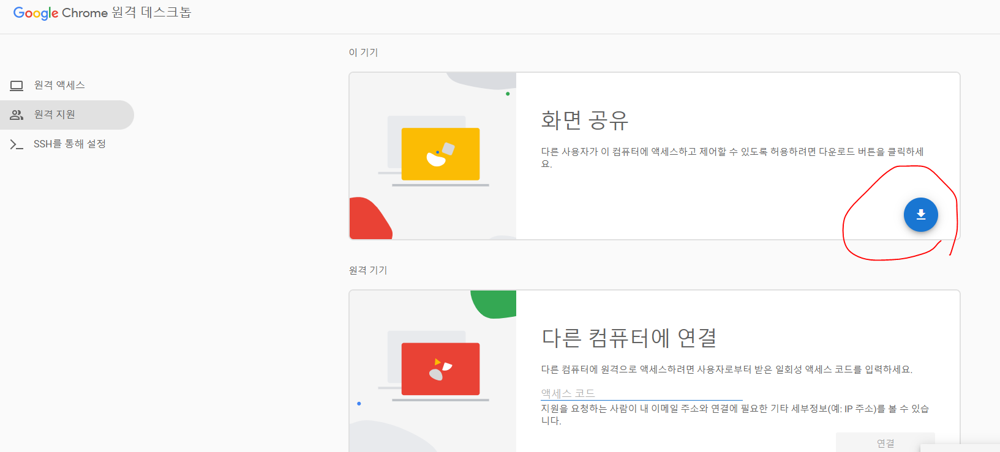 Google Chrome 원격 데스크톱
이 기기
원격 액세스
원격 지원
SSH를 통해 설정
화면 공유
다른 사용자가 이 컴퓨터에 액세스하고 제어할 수 있도록 허용하려면 다운로드 버튼을 클릭하세
요.
원격 기기
다른 컴퓨터에 연결
다른 컴퓨터에 원격으로 액세스하려면 사용자로부터 받은 일회성 액세스 코드를 입력하세요.
액세스 코드
지원을 요청하는 사람이 내 이메일 주소와 연결에 필요한 기타 세부정보(예: IP 주소)를 볼 수 있습
니다.
연결